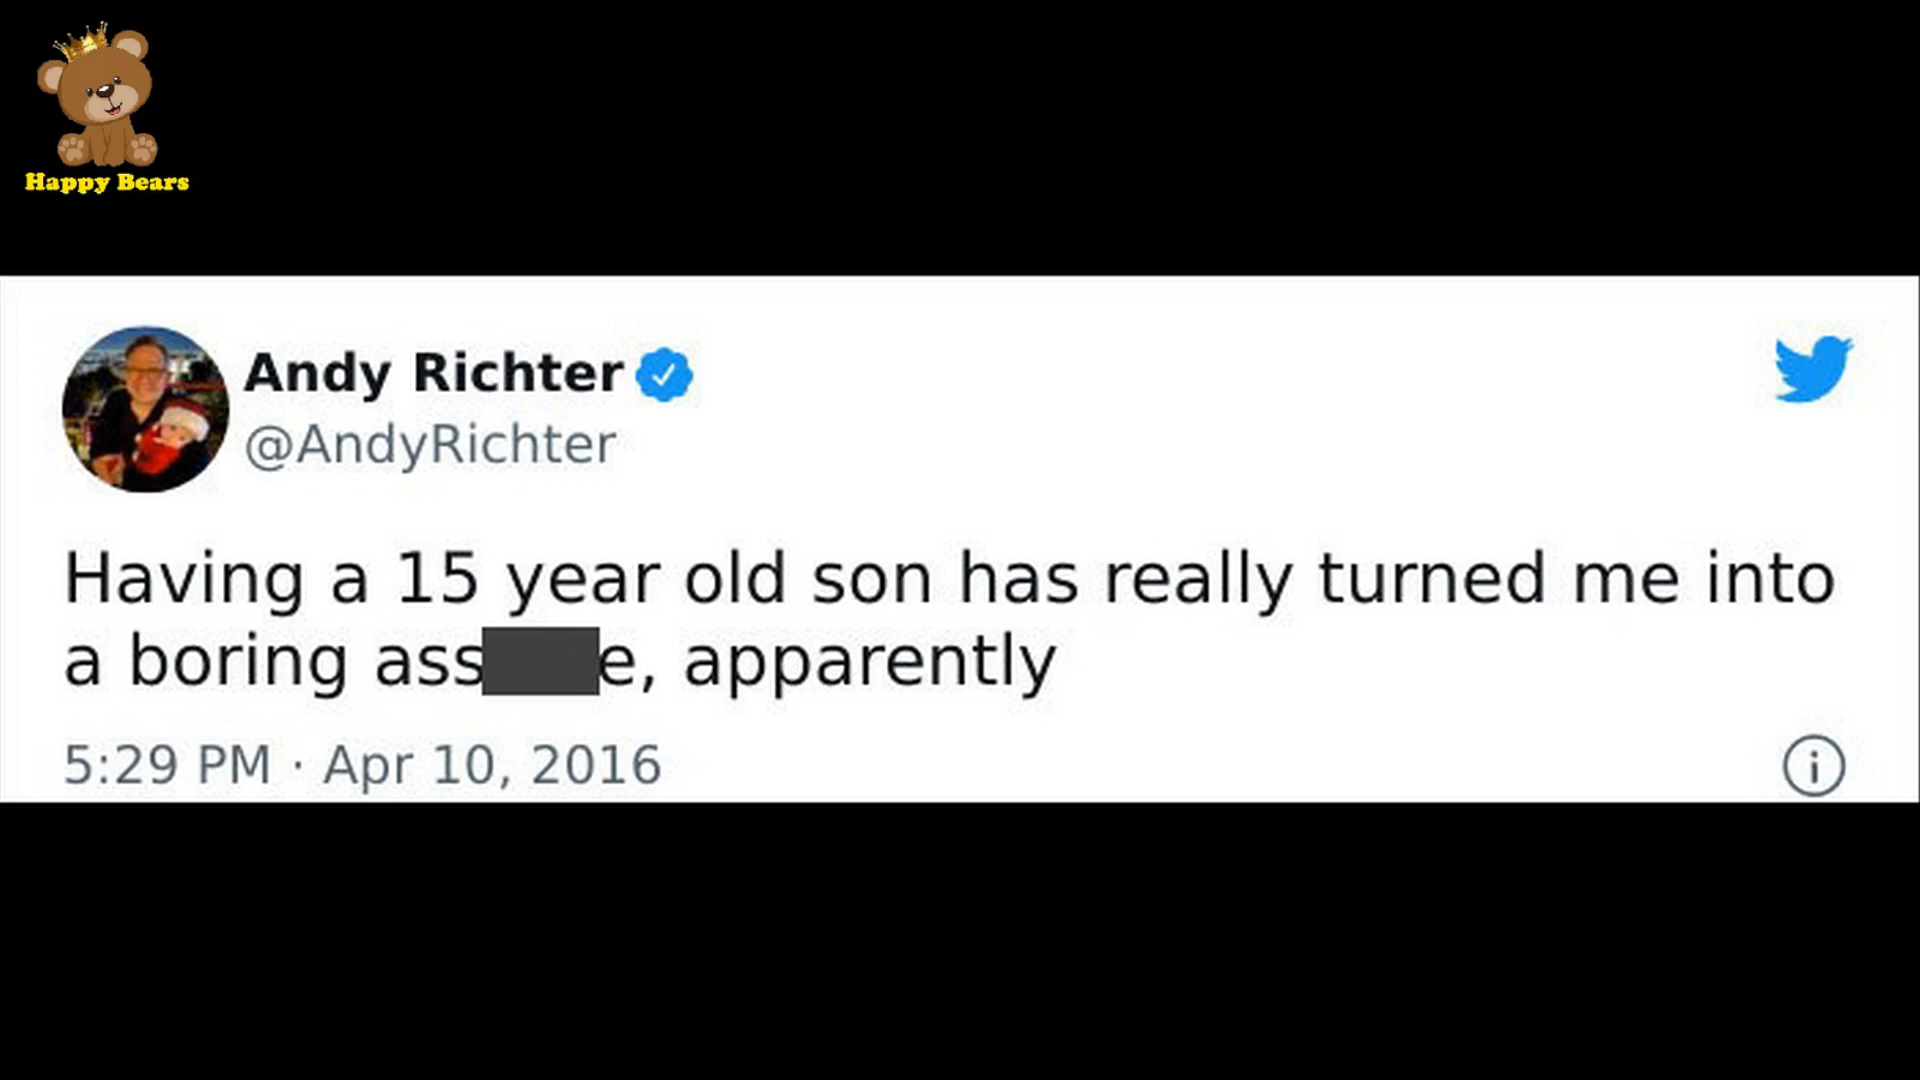 Happy Bears
Andy Richter
@AndyRichter
Having a 15 year old son has really turned me into
a boring ass e, apparently
5:29 PM · Apr 10, 2016